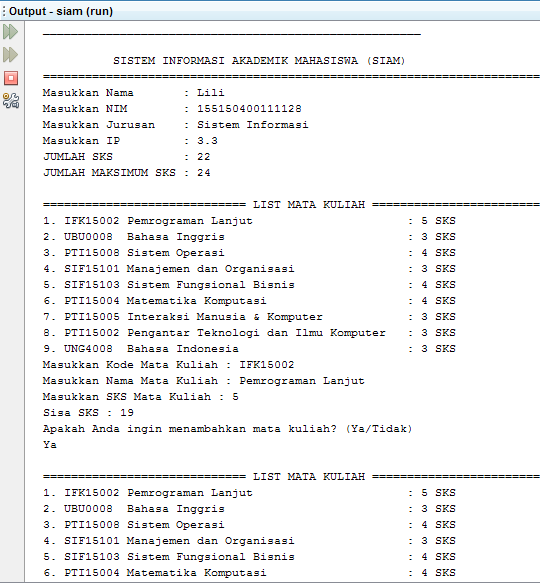 Output - siam (run)
SISTEM INFORMASI AKADEMIK MAHASISWA (SIAM)
================================================================
Masukkan Nama : Lili
Masukkan NIM : 155150400111128
Masukkan Jurusan : Sistem Informasi
Masukkan IP : 3.3
JUMLAH SKS : 22
JUMLAH MAKSIMUM SKS : 24
============================= LIST MATA KULIAH ========================
1. IFK15002 Pemrograman Lanjut : 5 SKS
2. UBU0008 Bahasa Inggris : 3 SKS
3. PTI15008 Sistem Operasi : 4 SKS
4. SIF15101 Manajemen dan Organisasi : 3 SKS
5. SIF15103 Sistem Fungsional Bisnis : 4 SKS
6. PTI15004 Matematika Komputasi : 4 SKS
7. PTI15005 Interaksi Manusia & Komputer : 3 SKS
8. PTI15002 Pengantar Teknologi dan Ilmu Komputer : 3 SKS
9. UNG4008 Bahasa Indonesia : 3 SKS
Masukkan Kode Mata Kuliah : IFK15002
Masukkan Nama Mata Kuliah : Pemrograman Lanjut
Masukkan SKS Mata Kuliah : 5
Sisa SKS : 19
Apakah Anda ingin menambahkan mata kuliah? (Ya/Tidak)
Ya
============================= LIST MATA KULIAH ========================
1. IFK15002 Pemrograman Lanjut : 5 SKS
2. UBU0008 Bahasa Inggris : 3 SKS
3. PTI15008 Sistem Operasi : 4 SKS
4. SIF15101 Manajemen dan Organisasi : 3 SKS
5. SIF15103 Sistem Fungsional Bisnis : 4 SKS
6. PTI15004 Matematika Komputasi : 4 SKS